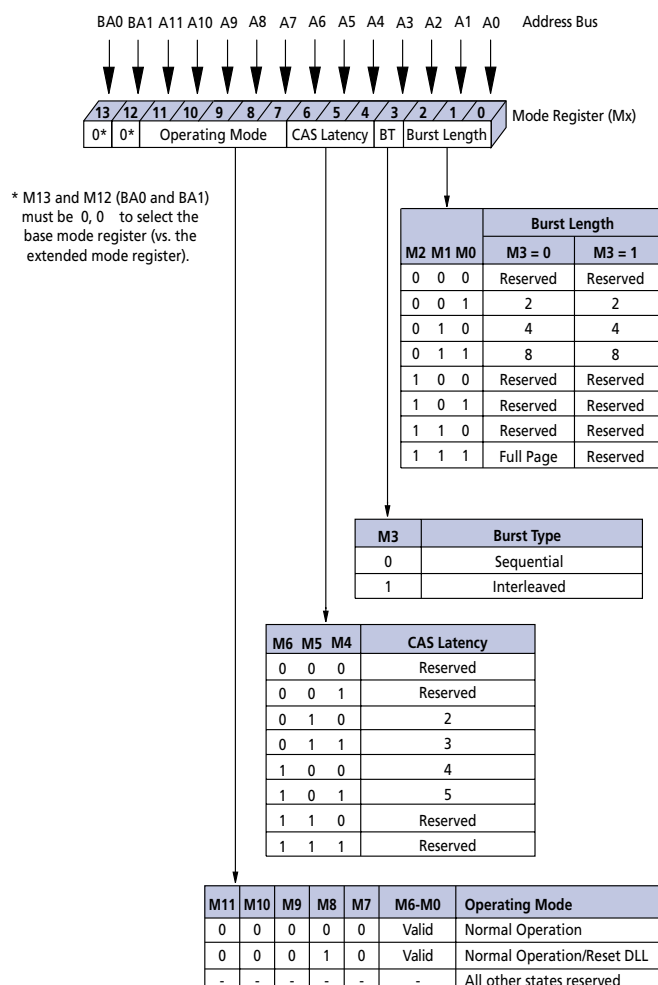 BA0 BA1 A11 A10 A9 A8 A7 A6 A5 A4 A3 A2 A1 A0 Address Bus
13 12 11 10 9 8 7 6 5 4 3 2 1 0 Mode Register (Mx)
0* 0* Operating Mode CAS Latency BT Burst Length
* M13 and M12 (BA0 and BA1)
must be 0, 0 to select the
base mode register (vs. the
extended mode register).
Burst Length
M2 M1 M0 M3 = 0 M3 = 1
0 0 0 Reserved Reserved
0 0 1 2 2
0 1 0 4 4
0 1 1 8 8
1 0 0 Reserved Reserved
1 0 1 Reserved Reserved
1 1 0 Reserved Reserved
1 1 1 Full Page Reserved
M3 Burst Type
0 Sequential
1 Interleaved
M6 M5 M4 CAS Latency
0 0 0 Reserved
0 0 1 Reserved
0 1 0 2
0 1 1 3
1 0 0 4
1 0 1 5
1 1 0 Reserved
1 1 1 Reserved
M11 M10 M9 M8 M7 M6-M0 Operating Mode
0 0 0 0 0 Valid Normal Operation
0 0 0 1 0 Valid Normal Operation/Reset DLL
- - - - - - All other states reserved